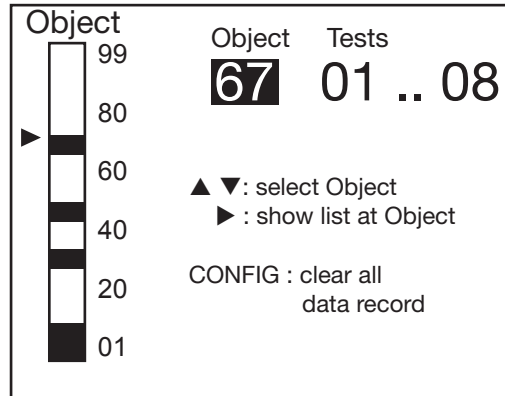 Object
99
80
60
40
20
01
Object Tests
67 01 .. 08
▲ ▼: select Object
▶ : show list at Object
CONFIG : clear all
data record